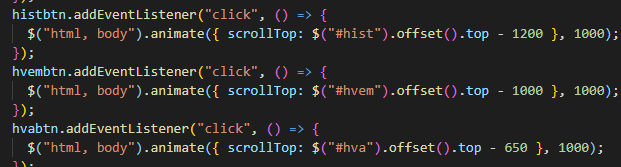 histbtn.addEventListener("click", () => {
  $("html, body").animate({ scrollTop: $("#hist").offset().top - 1200 }, 1000);
});
hvembtn.addEventListener("click", () => {
  $("html, body").animate({ scrollTop: $("#hvem").offset().top - 1000 }, 1000);
});
hvabtn.addEventListener("click", () => {
  $("html, body").animate({ scrollTop: $("#hva").offset().top - 650 }, 1000);